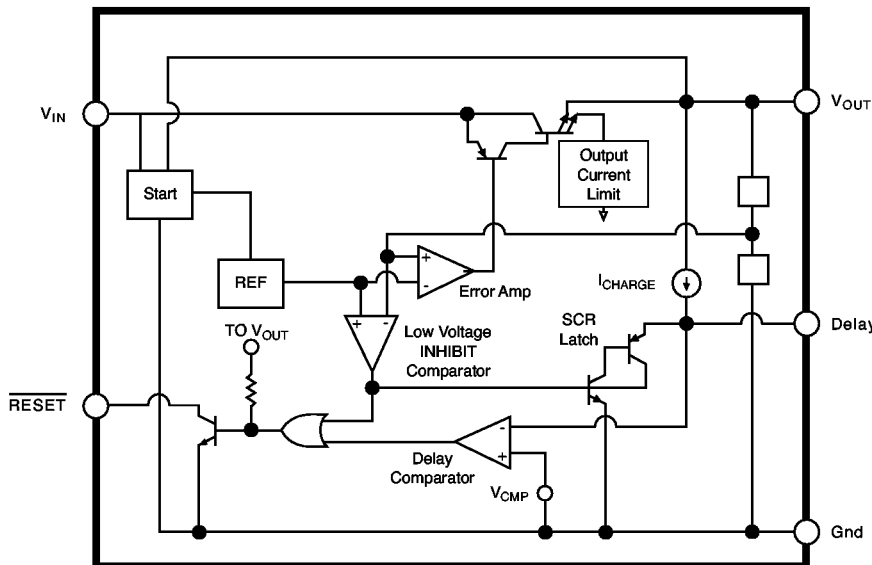 V_IN
V_OUT
Start
Output
Current
Limit
REF
+
-
Error Amp
I_CHARGE
TO V_OUT
+ -
Low Voltage
INHIBIT
Comparator
SCR
Latch
Delay
RESET
-
+
Delay
Comparator
V_CMP
Gnd